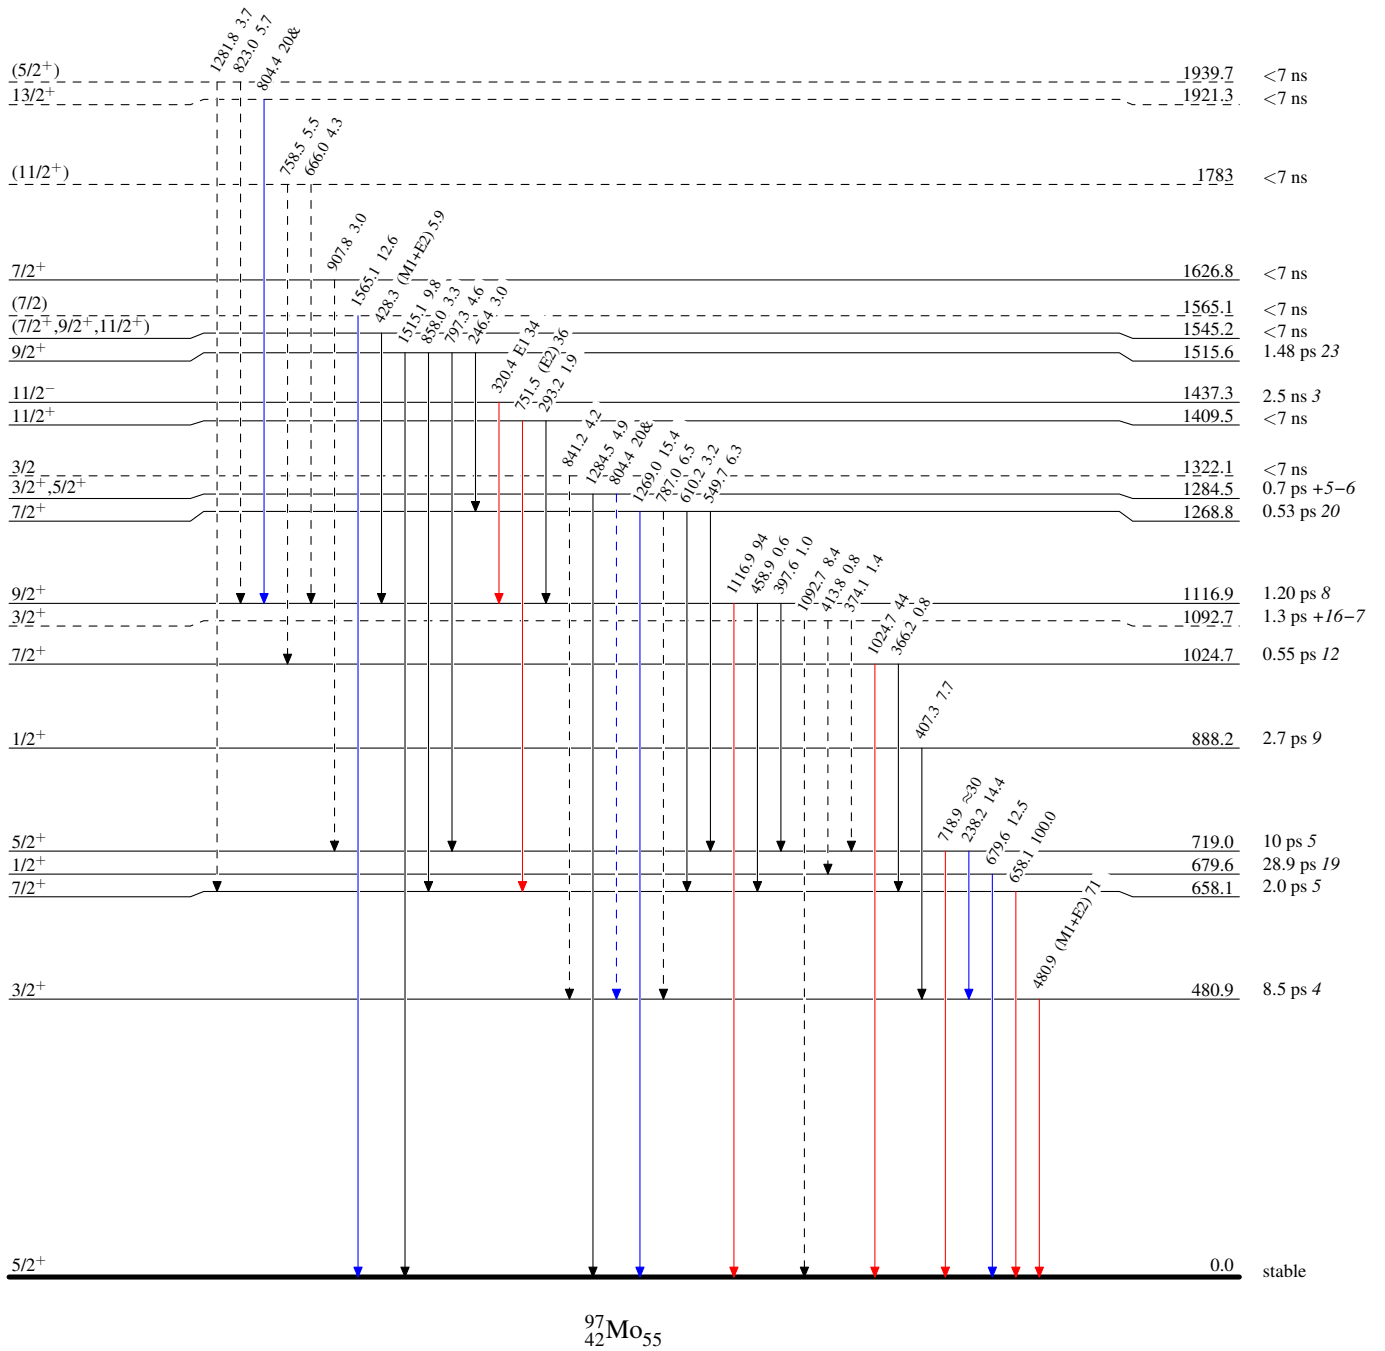 1281.8 3.7
823.0 5.7
804.4 20&
(5/2⁺) 1939.7 <7 ns
13/2⁺ 1921.3 <7 ns
758.5 5.5
666.0 4.3
(11/2⁺) 1783 <7 ns
907.8 3.0
7/2⁺ 1626.8 <7 ns
1565.1 12.6
428.3 (M1+E2) 5.9
(7/2) 1565.1 <7 ns
(7/2⁺,9/2⁺,11/2⁺) 1545.2 <7 ns
1515.1 9.8
858.0 3.3
797.3 4.6
246.4 3.0
9/2⁺ 1515.6 1.48 ps 23
320.4 E1 34
751.5 (E2) 36
293.2 1.9
11/2⁻ 1437.3 2.5 ns 3
11/2⁺ 1409.5 <7 ns
841.2 4.2
1284.5 4.9
804.4 20&
3/2 1322.1 <7 ns
3/2⁺,5/2⁺ 1284.5 0.7 ps +5−6
1269.0 15.4
787.0 6.5
610.2 3.2
549.7 6.3
7/2⁺ 1268.8 0.53 ps 20
1116.9 94
458.9 0.6
397.6 1.0
9/2⁺ 1116.9 1.20 ps 8
1092.7 8.4
413.8 0.8
374.1 1.4
3/2⁺ 1092.7 1.3 ps +16−7
1024.7 44
366.2 0.8
7/2⁺ 1024.7 0.55 ps 12
407.3 7.7
1/2⁺ 888.2 2.7 ps 9
718.9 ≈30
238.2 14.4
5/2⁺ 719.0 10 ps 5
679.6 12.5
1/2⁺ 679.6 28.9 ps 19
658.1 100.0
7/2⁺ 658.1 2.0 ps 5
480.9 (M1+E2) 71
3/2⁺ 480.9 8.5 ps 4
5/2⁺ 0.0 stable
⁹⁷₄₂Mo₅₅